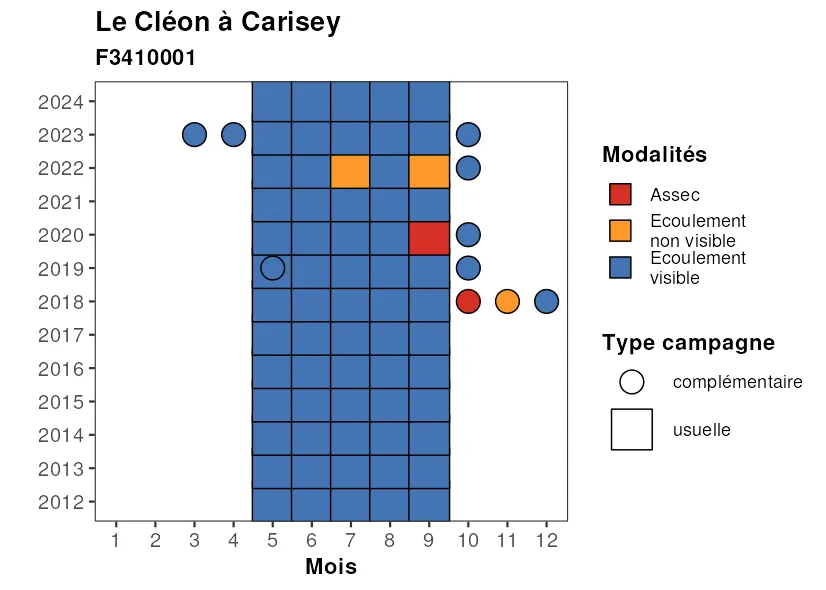 Le Cléon à Carisey
F3410001
2024
2023
2022
2021
2020
2019
2018
2017
2016
2015
2014
2013
2012
1 2 3 4 5 6 7 8 9 10 11 12
Mois
Modalités
Assec
Ecoulement
non visible
Ecoulement
visible
Type campagne
complémentaire
usuelle